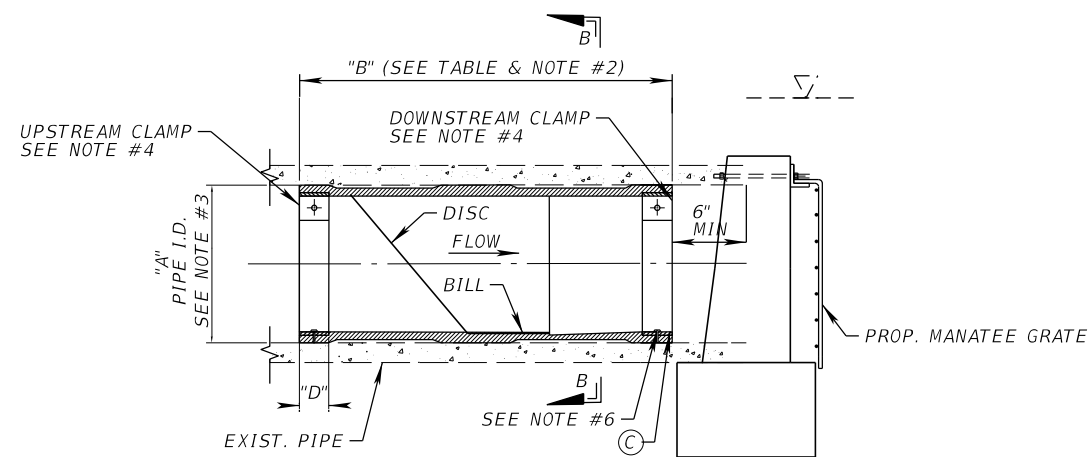 B
"B" (SEE TABLE & NOTE #2)
UPSTREAM CLAMP
SEE NOTE #4
DOWNSTREAM CLAMP
SEE NOTE #4
"A"
PIPE I.D.
SEE NOTE #3
DISC
FLOW
BILL
6"
MIN
PROP. MANATEE GRATE
"D"
B
SEE NOTE #6
C
EXIST. PIPE